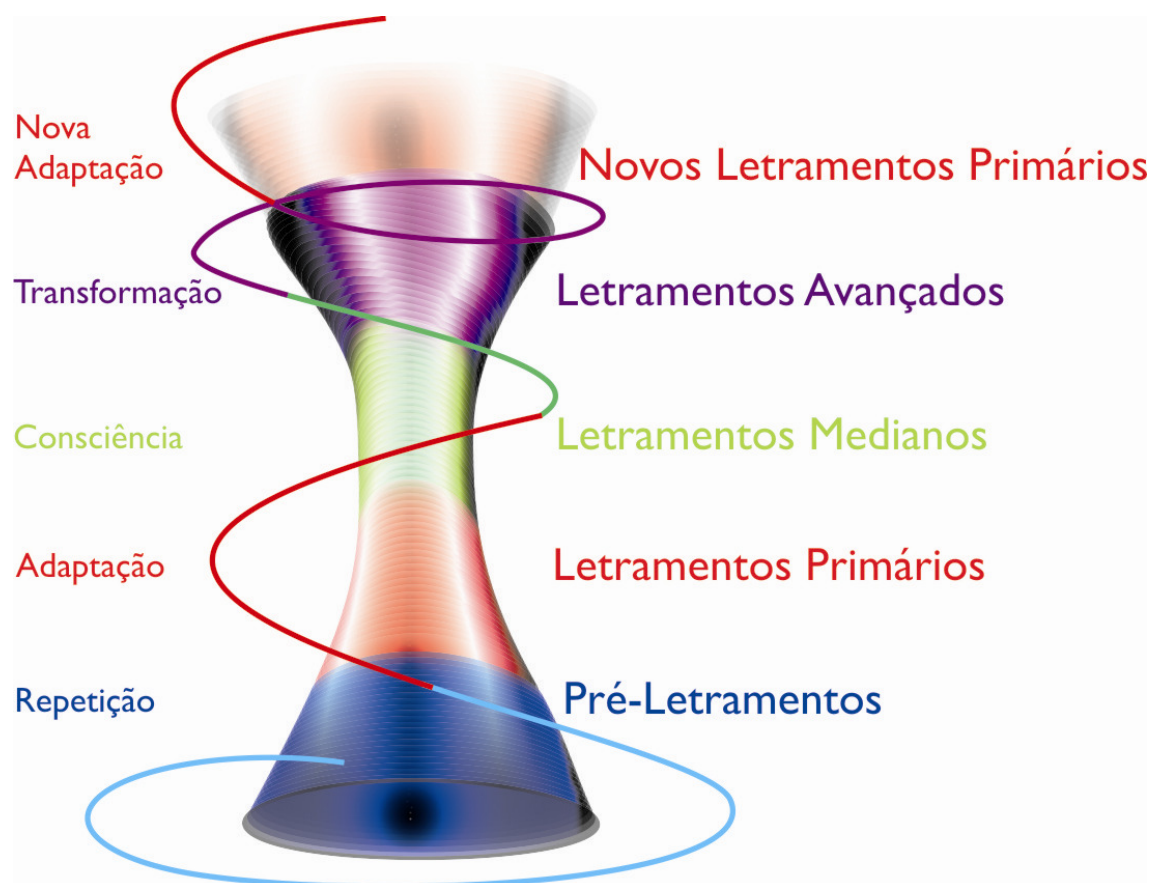 Nova
Adaptação
Novos Letramentos Primários
Transformação
Letramentos Avançados
Consciência
Letramentos Medianos
Adaptação
Letramentos Primários
Repetição
Pré-Letramentos